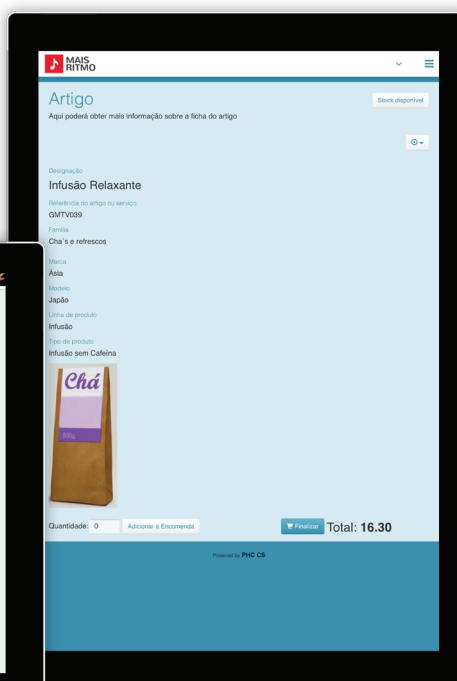 MAIS
RITMO
Artigo
Stock disponível
Aqui poderá obter mais informação sobre a ficha do artigo
Designação
Infusão Relaxante
Referência do artigo ou serviço
GMTV039
Família
Cha´s e refrescos
Marca
Ásia
Modelo
Japão
Linha de produto
Infusão
Tipo de produto
Infusão sem Cafeína
Chá
500g
Quantidade: 0 Adicionar à Encomenda Finalizar Total: 16.30
Powered by PHC CS